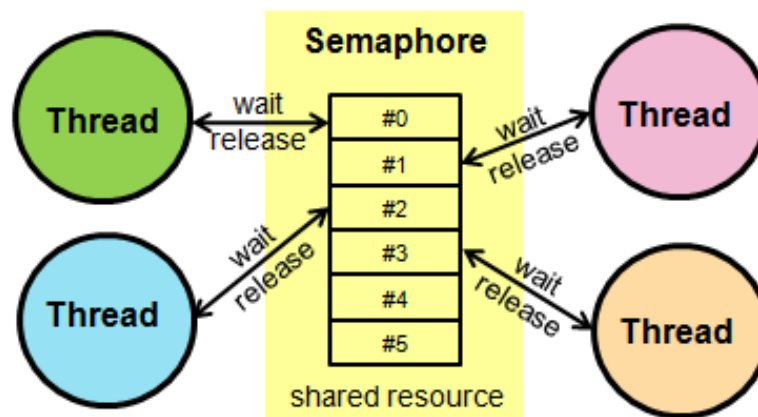 Semaphore
Thread
wait
release
#0
#1
#2
#3
#4
#5
wait
release
Thread
Thread
wait
release
wait
release
Thread
shared resource